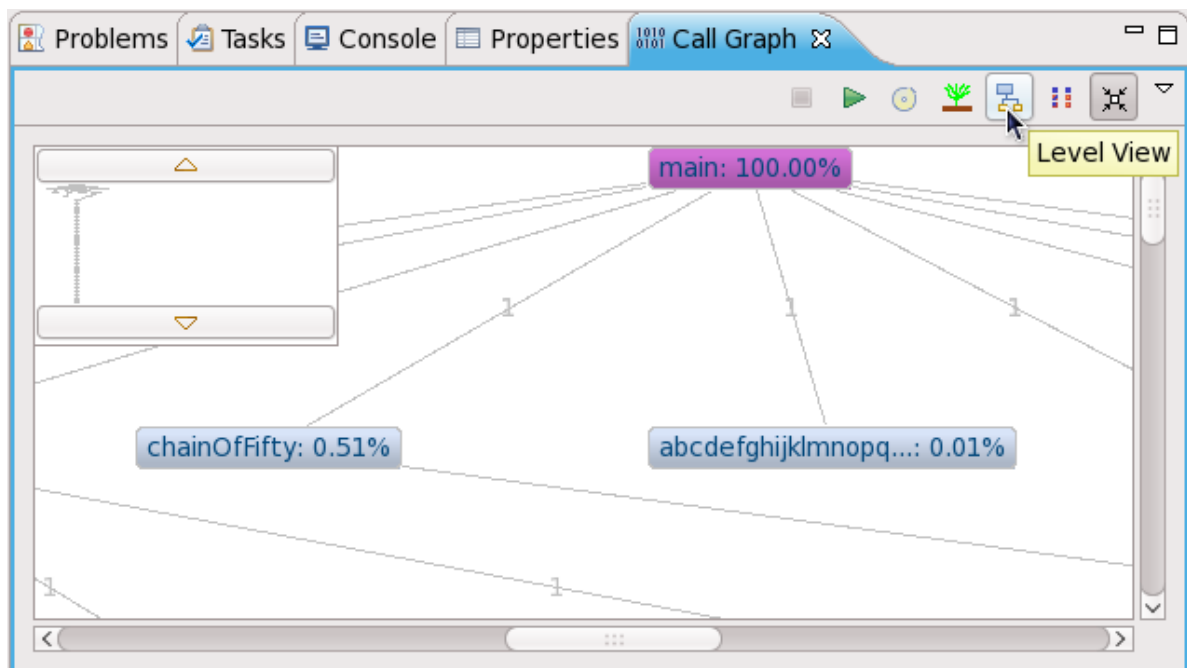 Problems Tasks Console Properties Call Graph
Level View
main: 100.00%
1 1 1
chainOfFifty: 0.51% abcdefghijklmnopq...: 0.01%
1 1